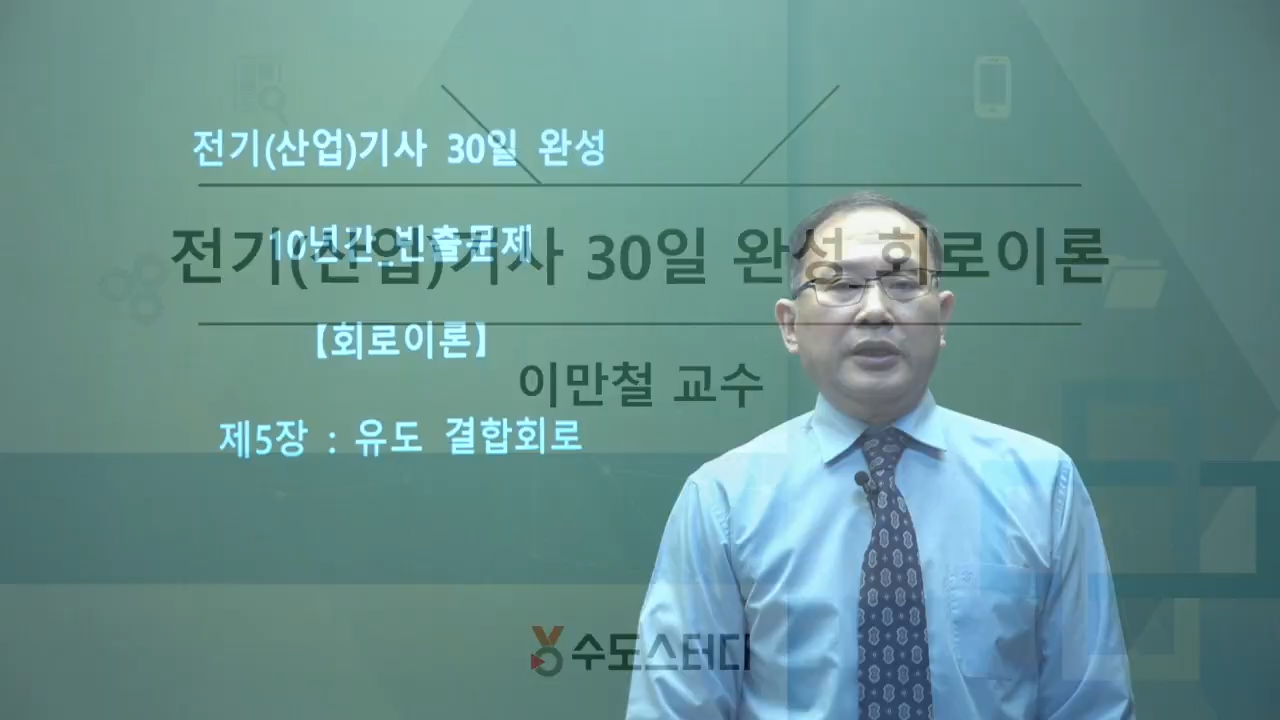 전기(산업)기사 30일 완성
10년간 빈출문제
전기(산업)기사 30일 완성 회로이론
【회로이론】
이만철 교수
제5장 : 유도 결합회로
수도스터디